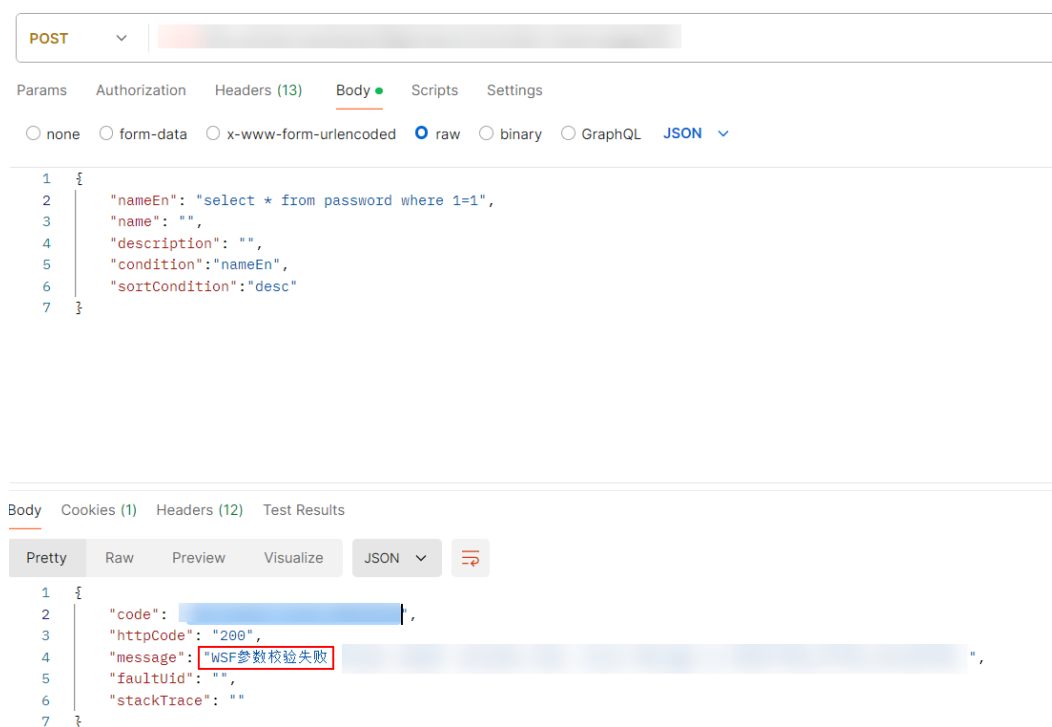 POST
Params Authorization Headers (13) Body Scripts Settings
none form-data x-www-form-urlencoded raw binary GraphQL JSON
1 {
2 "nameEn": "select * from password where 1=1",
3 "name": "",
4 "description": "",
5 "condition":"nameEn",
6 "sortCondition":"desc"
7 }
Body Cookies (1) Headers (12) Test Results
Pretty Raw Preview Visualize JSON
1 {
2 "code": ",
3 "httpCode": "200",
4 "message": "WSF参数校验失败 ",
5 "faultUid": "",
6 "stackTrace": ""
7 }